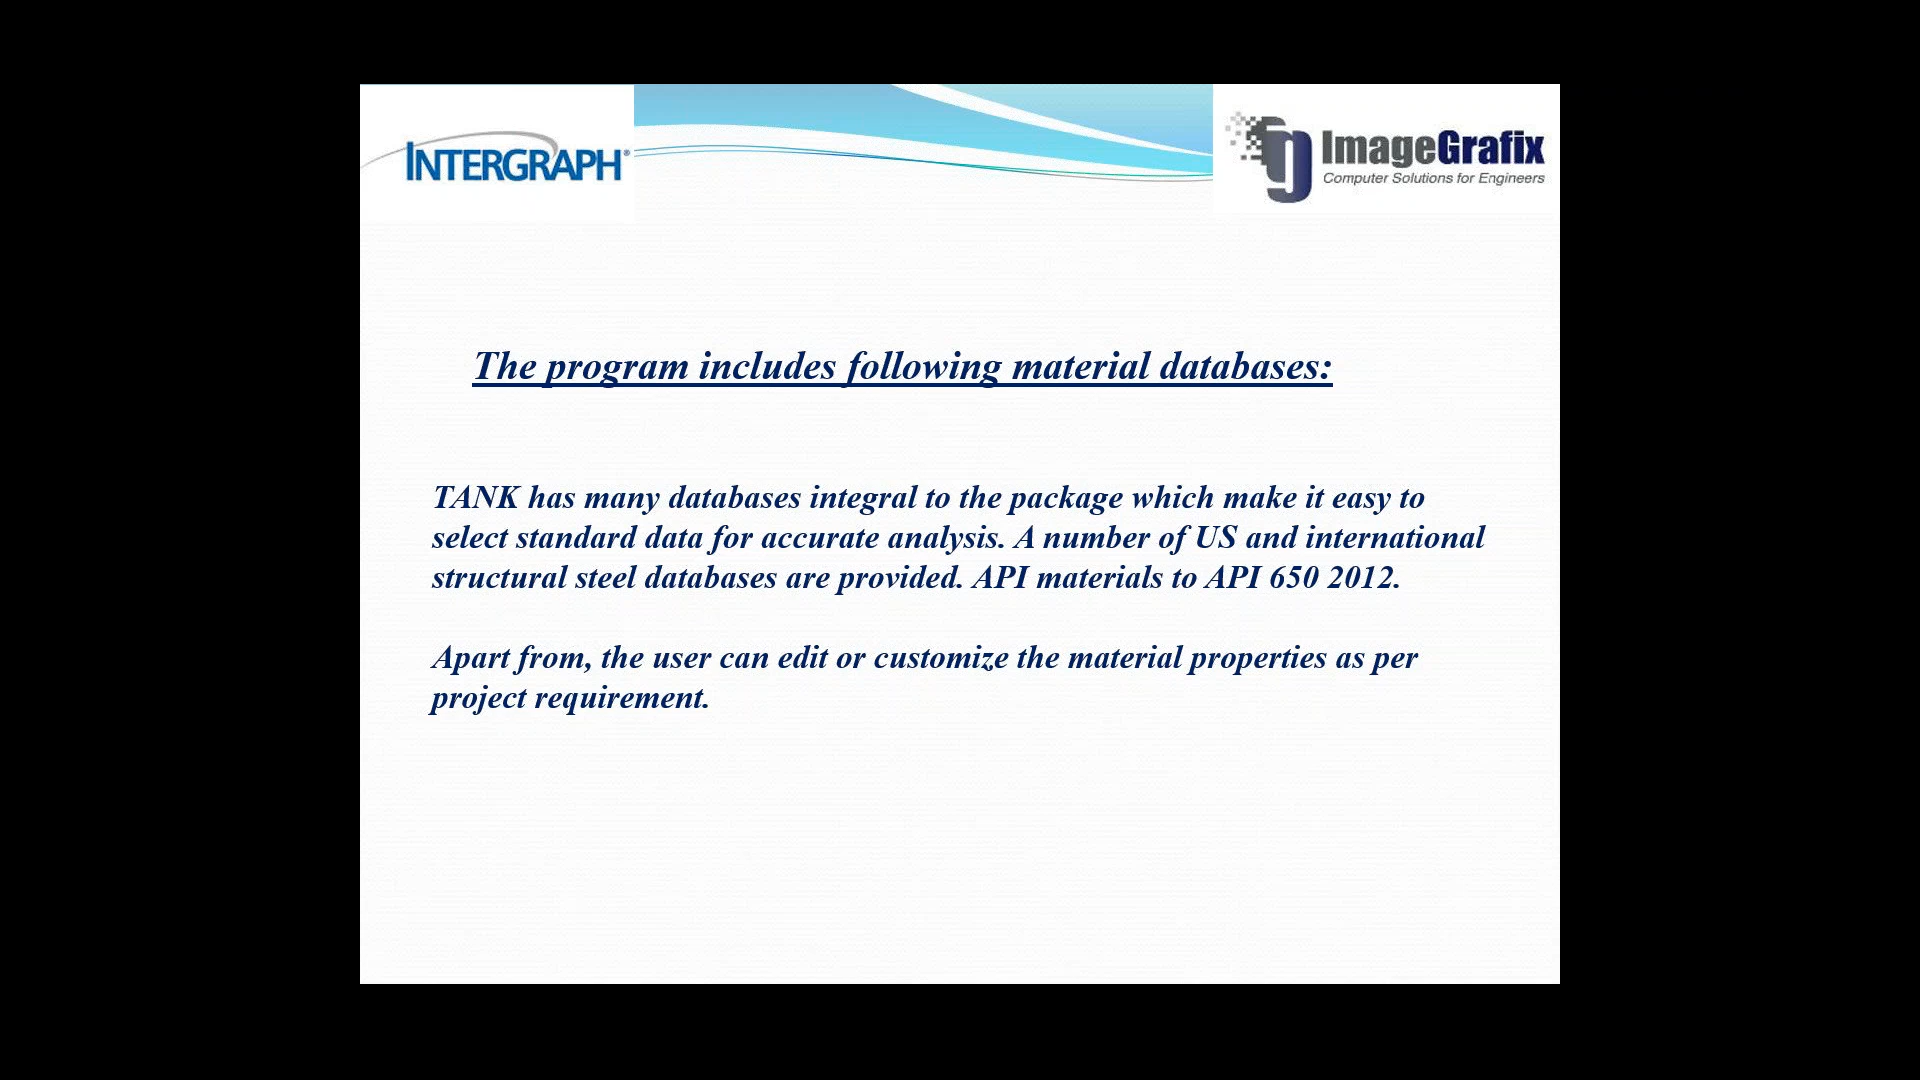 INTERGRAPH®
ImageGrafix
Computer Solutions for Engineers
The program includes following material databases:
TANK has many databases integral to the package which make it easy to
select standard data for accurate analysis. A number of US and international
structural steel databases are provided. API materials to API 650 2012.
Apart from, the user can edit or customize the material properties as per
project requirement.